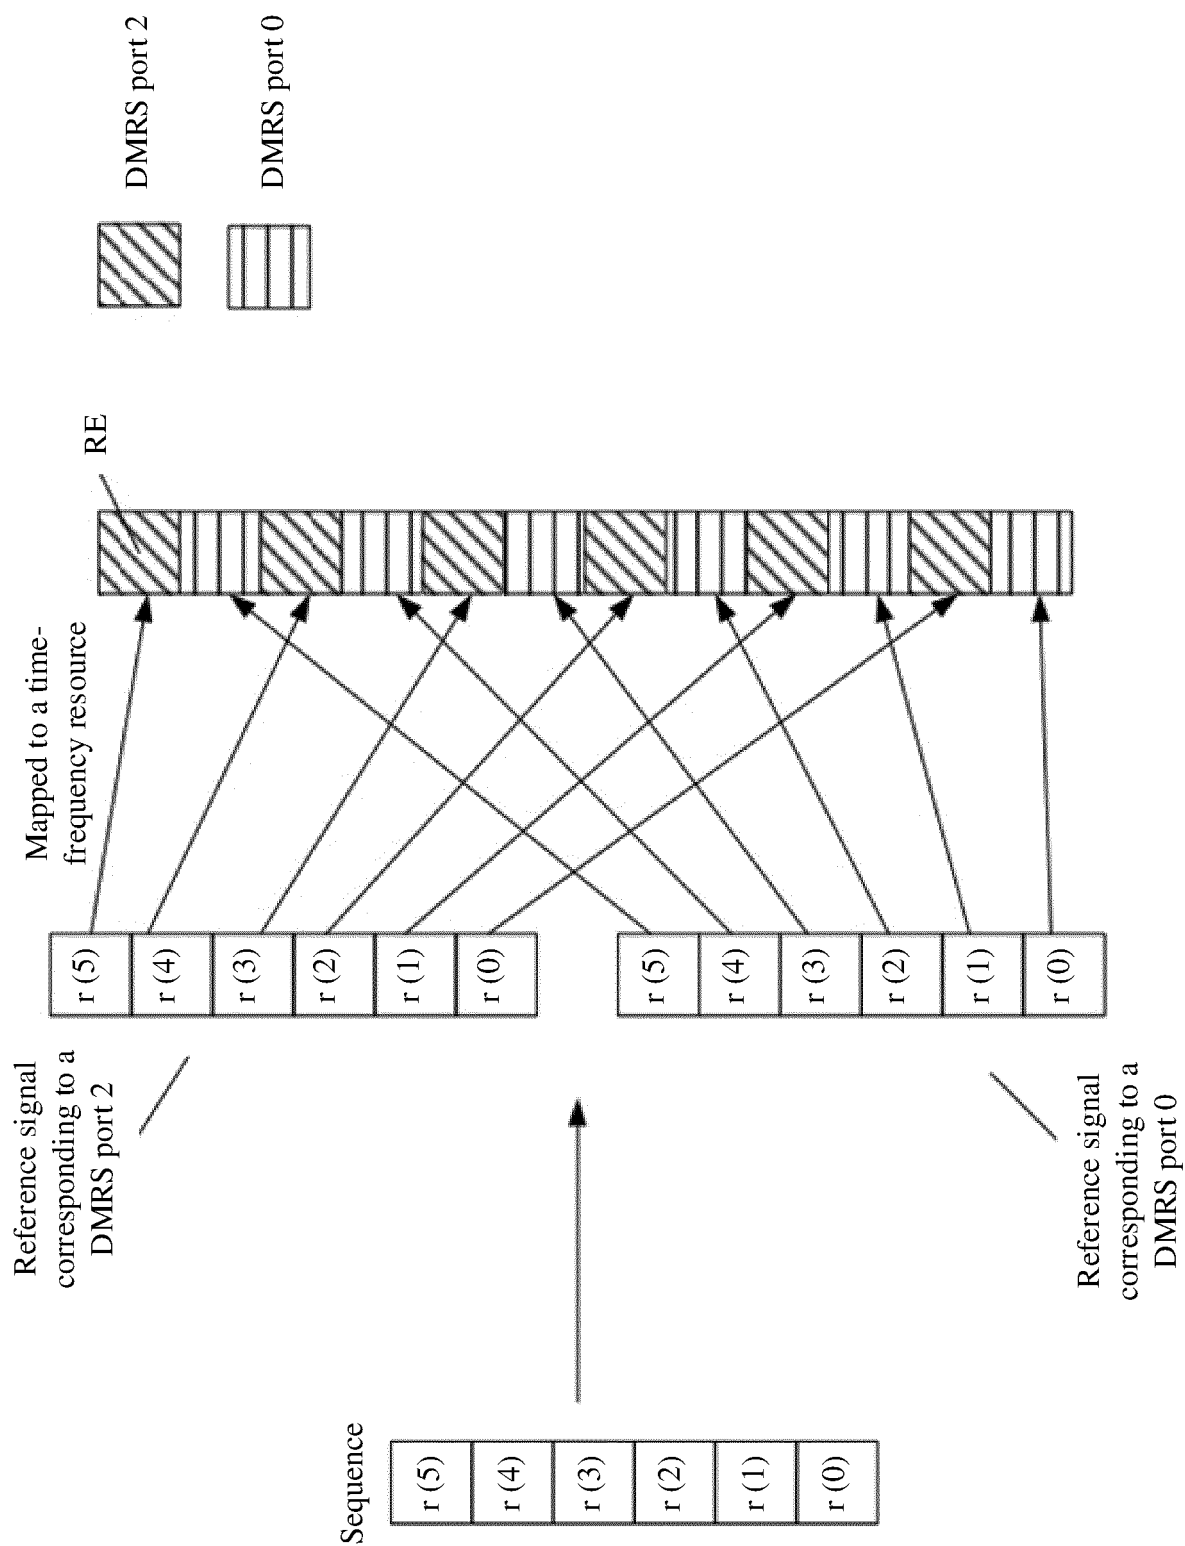 Sequence
r (5)
r (4)
r (3)
r (2)
r (1)
r (0)
Reference signal
corresponding to a
DMRS port 2
r (5)
r (4)
r (3)
r (2)
r (1)
r (0)
Reference signal
corresponding to a
DMRS port 0
r (5)
r (4)
r (3)
r (2)
r (1)
r (0)
Mapped to a time-
frequency resource
RE
DMRS port 2
DMRS port 0